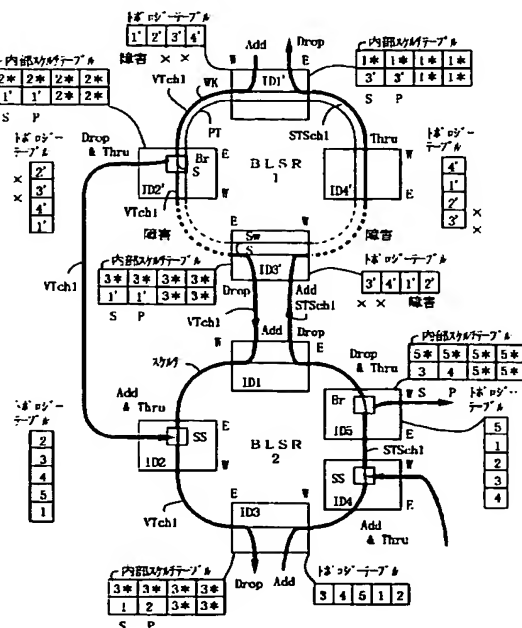 トポロジーテーブル
1' 2' 3' 4'
障害 × ×
Drop
Add
W
E
ID1'
内部スケルチテーブル
2* 2* 2* 2*
1' 1' 2* 2*
S P
内部スケルチテーブル
1* 1* 1* 1*
3' 3' 1* 1*
S P
VTch1
WK
PT
STSch1
Thru
Drop
& Thru
トポロジー
テーブル
× 2'
× 3'
4'
1'
Br
S
E
W
ID2'
BLSR
1
W
E
ID4'
トポロジー
テーブル
4'
1'
2' ×
3' ×
VTch1
障害
障害
E
W
Sw
S
ID3'
内部スケルチテーブル
3* 3* 3* 3*
1' 1' 3* 3*
S P
トポロジーテーブル
3' 4' 1' 2'
× × 障害
VTch1
Drop
VTch1
Add
STSch1
Add
Drop
W
E
ID1
スケルチ
Drop
& Thru
内部スケルチテーブル
5* 5* 5* 5*
3 4 5* 5*
S P
Br
W
E
ID5
トポロジー
テーブル
5
1
2
3
4
トポロジー
テーブル
2
3
4
5
1
Add
& Thru
SS
E
W
ID2
BLSR
2
STSch1
SS
W
E
ID4
Add
& Thru
VTch1
E
W
ID3
Drop
Add
内部スケルチテーブル
3* 3* 3* 3*
1 2 3* 3*
S P
トポロジーテーブル
3 4 5 1 2